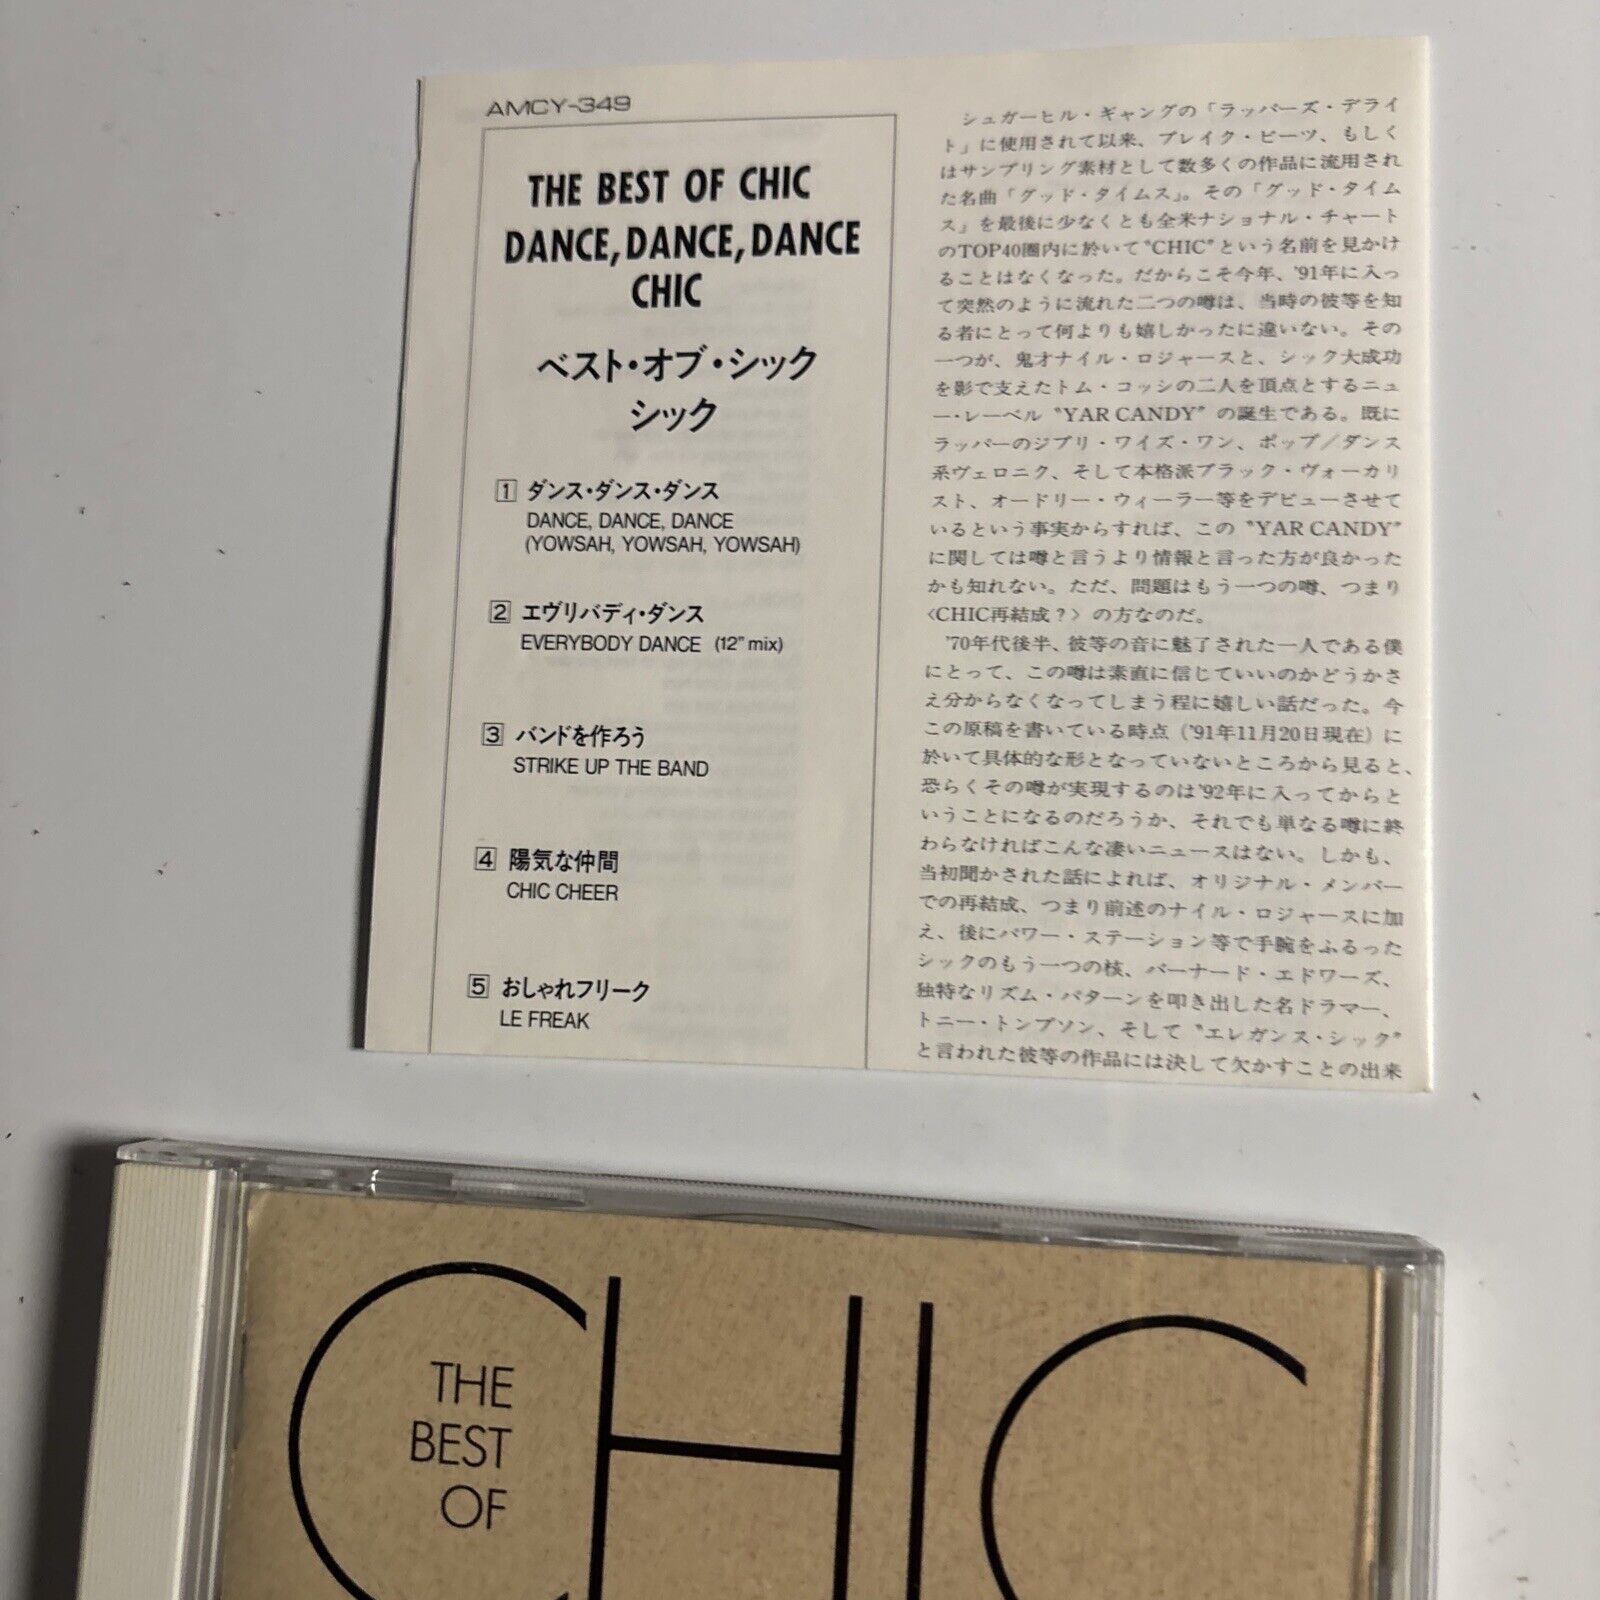 AMCY-349
THE BEST OF CHIC
DANCE, DANCE, DANCE
CHIC
ベスト・オブ・シック
シック
1 ダンス・ダンス・ダンス
DANCE, DANCE, DANCE
(YOWSAH, YOWSAH, YOWSAH)
2 エヴリバディ・ダンス
EVERYBODY DANCE (12" mix)
3 バンドを作ろう
STRIKE UP THE BAND
4 陽気な仲間
CHIC CHEER
5 おしゃれフリーク
LE FREAK
シュガーヒル・ギャングの「ラッパーズ・デライ
ト」に使用されて以来、ブレイク・ビーツ、もしく
はサンプリング素材として数多くの作品に流用され
た名曲「グッド・タイムス」。その「グッド・タイム
ス」を最後に少なくとも全米ナショナル・チャート
のTOP40圏内に於いて〝CHIC〞という名前を見かけ
ることはなくなった。だからこそ今年、'91年に入っ
て突然のように流れた二つの噂は、当時の彼等を知
る者にとって何よりも嬉しかったに違いない。その
一つが、鬼才ナイル・ロジャースと、シック大成功
を影で支えたトム・コッシの二人を頂点とするニュ
ー・レーベル〝YAR CANDY〞の誕生である。既に
ラッパーのジブリ・ワイズ・ワン、ポップ／ダンス
系ヴェロニク、そして本格派ブラック・ヴォーカリ
スト、オードリー・ウィーラー等をデビューさせて
いるという事実からすれば、この〝YAR CANDY〞
に関しては噂と言うより情報と言った方が良かった
かも知れない。ただ、問題はもう一つの噂、つまり
〈CHIC再結成？〉の方なのだ。
'70年代後半、彼等の音に魅了された一人である僕
にとって、この噂は素直に信じていいのかどうかさ
え分からなくなってしまう程に嬉しい話だった。今
この原稿を書いている時点（'91年11月20日現在）に
於いて具体的な形となっていないところから見ると、
恐らくその噂が実現するのは'92年に入ってからと
いうことになるのだろうか、それでも単なる噂に終
わらなければこんな凄いニュースはない。しかも、
当初聞かされた話によれば、オリジナル・メンバー
での再結成、つまり前述のナイル・ロジャースに加
え、後にパワー・ステーション等で手腕をふるった
シックのもう一つの核、バーナード・エドワーズ、
独特なリズム・パターンを叩き出した名ドラマー、
トニー・トンプソン、そして〝エレガンス・シック〞
と言われた彼等の作品には決して欠かすことの出来
THE
BEST
OF
CHIC